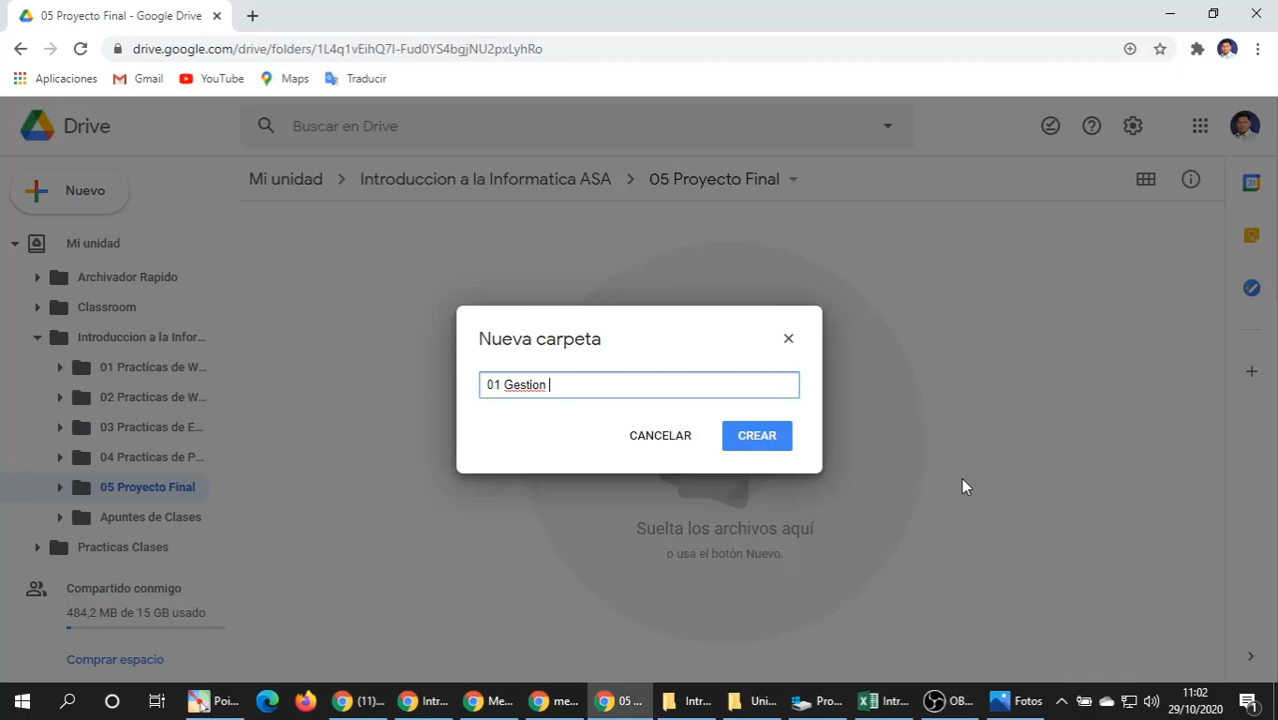 05 Proyecto Final - Google Drive
drive.google.com/drive/folders/1L4q1vEihQ7I-Fud0YS4bgjNU2pxLyhRo
Aplicaciones Gmail YouTube Maps Traducir
Drive
Buscar en Drive
Nuevo
Mi unidad > Introduccion a la Informatica ASA > 05 Proyecto Final
Mi unidad
Archivador Rapido
Classroom
Introduccion a la Infor...
01 Practicas de W...
02 Practicas de W...
03 Practicas de E...
04 Practicas de P...
05 Proyecto Final
Apuntes de Clases
Practicas Clases
Compartido conmigo
484,2 MB de 15 GB usado
Comprar espacio
Nueva carpeta
01 Gestion
CANCELAR CREAR
Suelta los archivos aquí
o usa el botón Nuevo.
31
Poi... (11)... Intr... Me... me... 05 ... Intr... Uni... Pro... Intr... OB... Fotos
11:02
29/10/2020
1